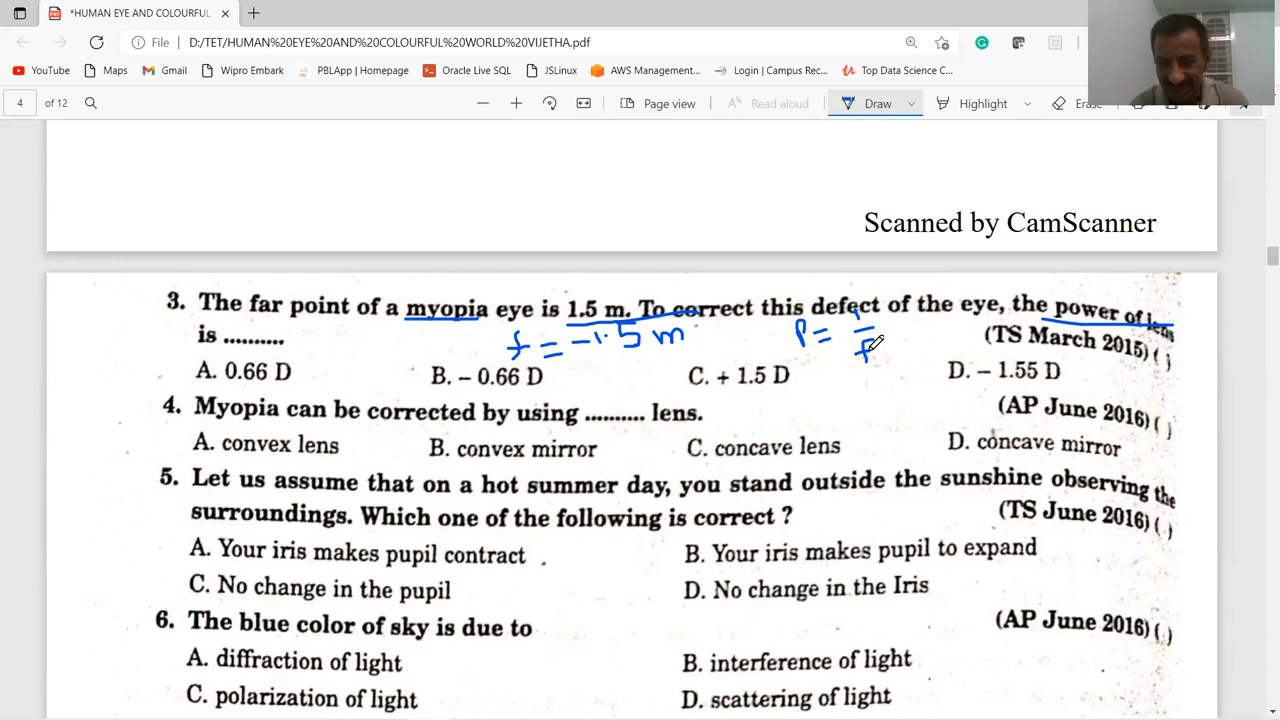 *HUMAN EYE AND COLOURFUL
File D:/TET/HUMAN%20EYE%20AND%20COLOURFUL%20WORLD%20VIJETHA.pdf
YouTube Maps Gmail Wipro Embark PBLApp | Homepage Oracle Live SQL JSLinux AWS Management... Login | Campus Rec... Top Data Science C...
4 of 12 Page view Read aloud Draw Highlight
Scanned by CamScanner
3. The far point of a myopia eye is 1.5 m. To correct this defect of the eye, the power of lens
is .......... (TS March 2015) ( )
f = -1.5 m P = 1/f
A. 0.66 D B. – 0.66 D C. + 1.5 D D. – 1.55 D
4. Myopia can be corrected by using .......... lens. (AP June 2016) ( )
A. convex lens B. convex mirror C. concave lens D. concave mirror
5. Let us assume that on a hot summer day, you stand outside the sunshine observing the
surroundings. Which one of the following is correct ? (TS June 2016) ( )
A. Your iris makes pupil contract B. Your iris makes pupil to expand
C. No change in the pupil D. No change in the Iris
6. The blue color of sky is due to (AP June 2016) ( )
A. diffraction of light B. interference of light
C. polarization of light D. scattering of light